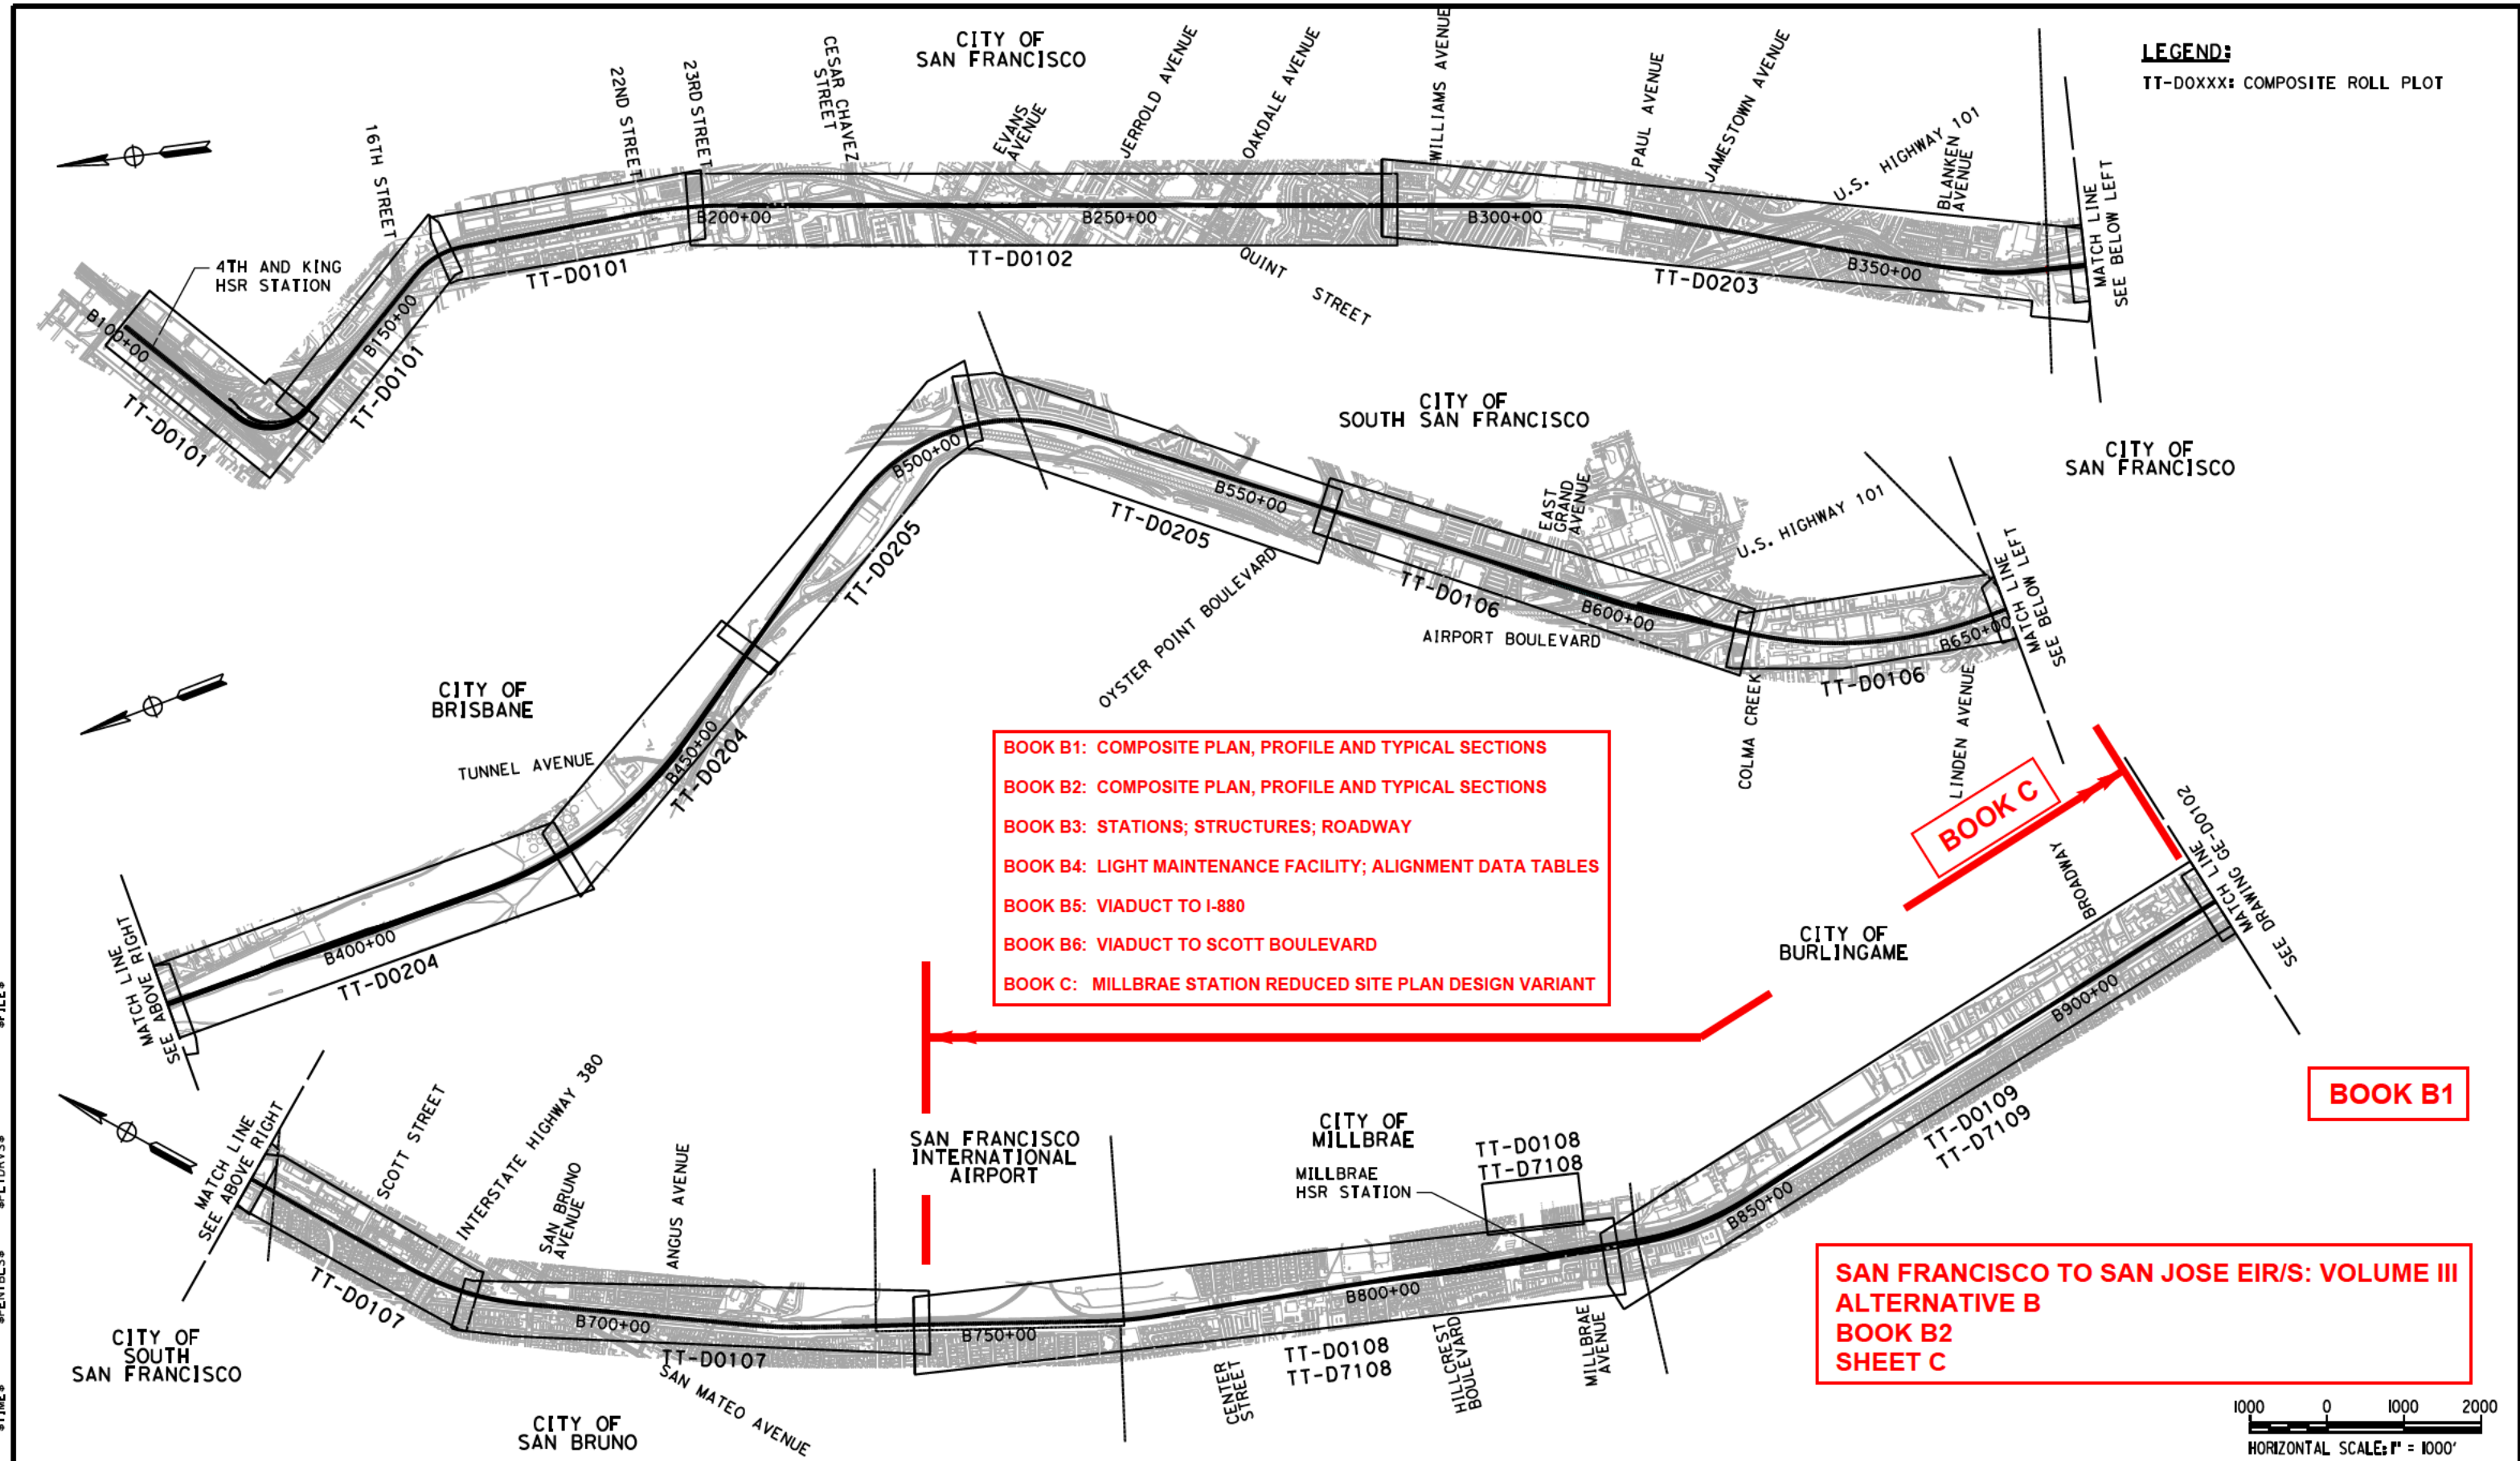 CITY OF
SAN FRANCISCO
LEGEND:
TT-D0XXX: COMPOSITE ROLL PLOT
16TH STREET
22ND STREET
23RD STREET
CESAR CHAVEZ
STREET
EVANS
AVENUE
JERROLD AVENUE
OAKDALE AVENUE
WILLIAMS AVENUE
PAUL AVENUE
JAMESTOWN AVENUE
U.S. HIGHWAY 101
BLANKEN
AVENUE
MATCH LINE
SEE BELOW LEFT
4TH AND KING
HSR STATION
B100+00
B150+00
B200+00
B250+00
B300+00
B350+00
TT-D0101
TT-D0101
TT-D0101
TT-D0102
QUINT STREET
TT-D0203
CITY OF
SOUTH SAN FRANCISCO
CITY OF
SAN FRANCISCO
B500+00
B550+00
EAST
GRAND
AVENUE
U.S. HIGHWAY 101
MATCH LINE
SEE BELOW LEFT
TT-D0205
TT-D0205
OYSTER POINT BOULEVARD
TT-D0106
B600+00
AIRPORT BOULEVARD
B650+00
TT-D0106
COLMA CREEK
LINDEN AVENUE
CITY OF
BRISBANE
TUNNEL AVENUE
B450+00
TT-D0204
B400+00
TT-D0204
MATCH LINE
SEE ABOVE RIGHT
BOOK B1: COMPOSITE PLAN, PROFILE AND TYPICAL SECTIONS
BOOK B2: COMPOSITE PLAN, PROFILE AND TYPICAL SECTIONS
BOOK B3: STATIONS; STRUCTURES; ROADWAY
BOOK B4: LIGHT MAINTENANCE FACILITY; ALIGNMENT DATA TABLES
BOOK B5: VIADUCT TO I-880
BOOK B6: VIADUCT TO SCOTT BOULEVARD
BOOK C: MILLBRAE STATION REDUCED SITE PLAN DESIGN VARIANT
BOOK C
BROADWAY
MATCH LINE
SEE DRAWING GE-D0102
CITY OF
BURLINGAME
B900+00
BOOK B1
MATCH LINE
SEE ABOVE RIGHT
SCOTT STREET
INTERSTATE HIGHWAY 380
SAN BRUNO
AVENUE
ANGUS AVENUE
SAN FRANCISCO
INTERNATIONAL
AIRPORT
CITY OF
MILLBRAE
MILLBRAE
HSR STATION
TT-D0108
TT-D7108
TT-D0109
TT-D7109
B850+00
B800+00
B750+00
B700+00
TT-D0107
TT-D0107
SAN MATEO AVENUE
CENTER
STREET
TT-D0108
TT-D7108
HILLCREST
BOULEVARD
MILLBRAE
AVENUE
CITY OF
SOUTH
SAN FRANCISCO
CITY OF
SAN BRUNO
SAN FRANCISCO TO SAN JOSE EIR/S: VOLUME III
ALTERNATIVE B
BOOK B2
SHEET C
1000 0 1000 2000
HORIZONTAL SCALE: 1" = 1000'